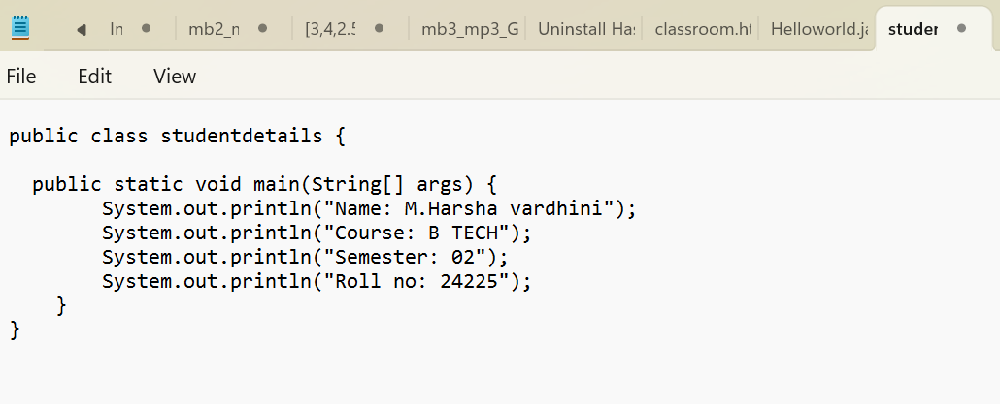 In mb2_n [3,4,2.5 mb3_mp3_G Uninstall Has classroom.ht Helloworld.ja studer
File Edit View
public class studentdetails {
public static void main(String[] args) {
System.out.println("Name: M.Harsha vardhini");
System.out.println("Course: B TECH");
System.out.println("Semester: 02");
System.out.println("Roll no: 24225");
}
}